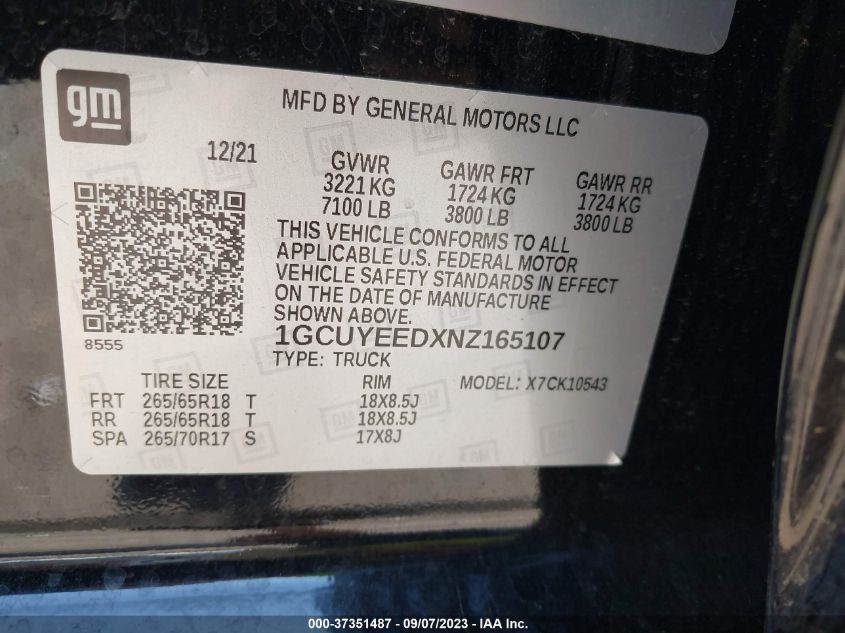 gm
MFD BY GENERAL MOTORS LLC
12/21
GVWR
3221 KG
7100 LB
GAWR FRT
1724 KG
3800 LB
GAWR RR
1724 KG
3800 LB
THIS VEHICLE CONFORMS TO ALL
APPLICABLE U.S. FEDERAL MOTOR
VEHICLE SAFETY STANDARDS IN EFFECT
ON THE DATE OF MANUFACTURE
SHOWN ABOVE.
8555
1GCUYEEDXNZ165107
TYPE: TRUCK
TIRE SIZE RIM MODEL: X7CK10543
FRT 265/65R18 T 18X8.5J
RR 265/65R18 T 18X8.5J
SPA 265/70R17 S 17X8J
000-37351487 - 09/07/2023 - IAA Inc.